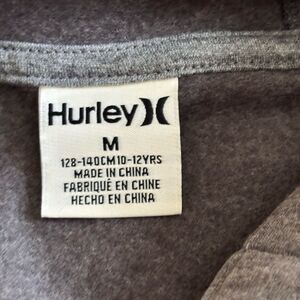 Hurley
M
128-140CM10-12YRS
MADE IN CHINA
FABRIQUÉ EN CHINE
HECHO EN CHINA